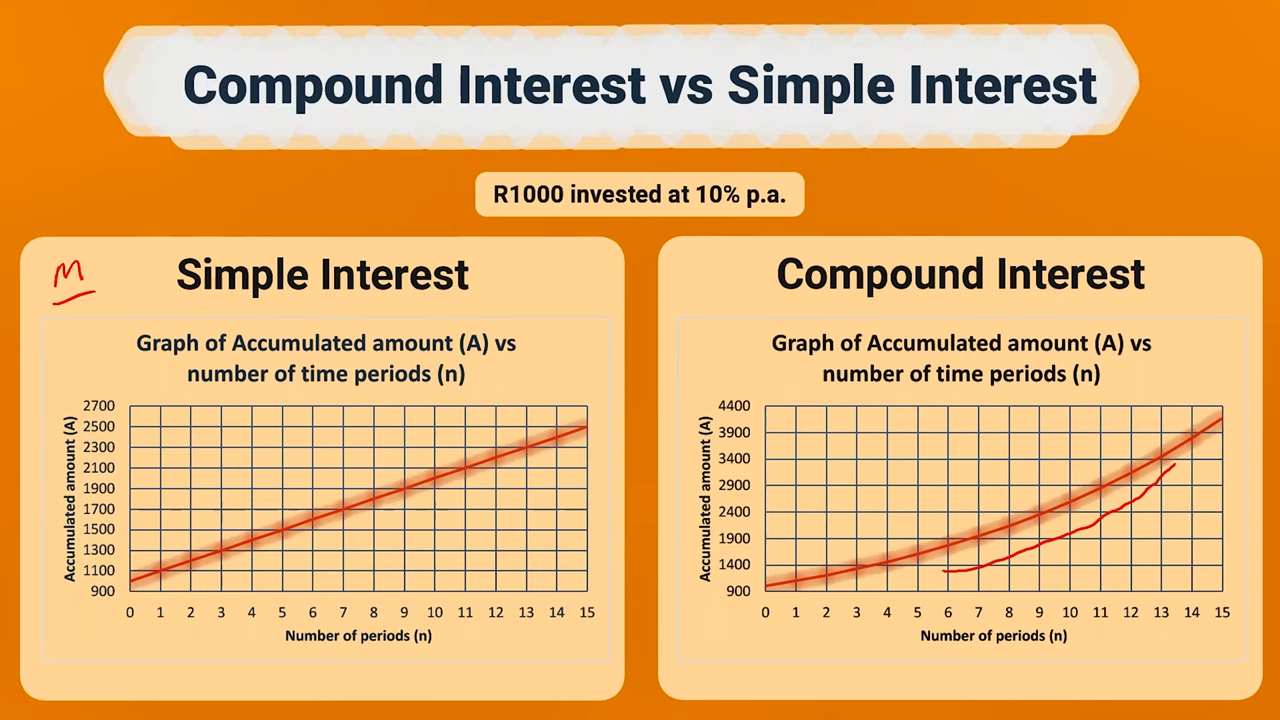 Compound Interest vs Simple Interest
R1000 invested at 10% p.a.
M
Simple Interest
Graph of Accumulated amount (A) vs
number of time periods (n)
Accumulated amount (A)
2700
2500
2300
2100
1900
1700
1500
1300
1100
900
0 1 2 3 4 5 6 7 8 9 10 11 12 13 14 15
Number of periods (n)
Compound Interest
Graph of Accumulated amount (A) vs
number of time periods (n)
Accumulated amount (A)
4400
3900
3400
2900
2400
1900
1400
900
0 1 2 3 4 5 6 7 8 9 10 11 12 13 14 15
Number of periods (n)